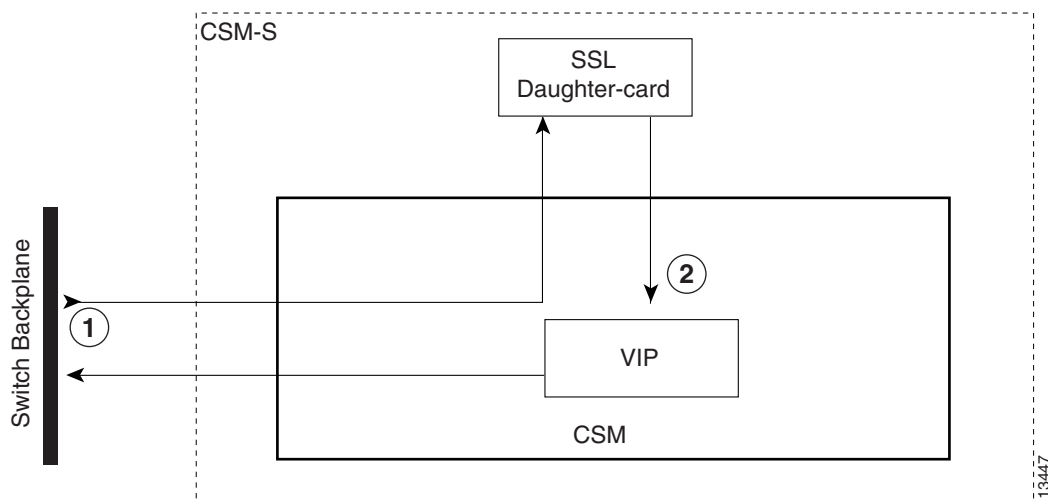 CSM-S
SSL
Daughter-card
Switch Backplane
1
2
VIP
CSM
13447